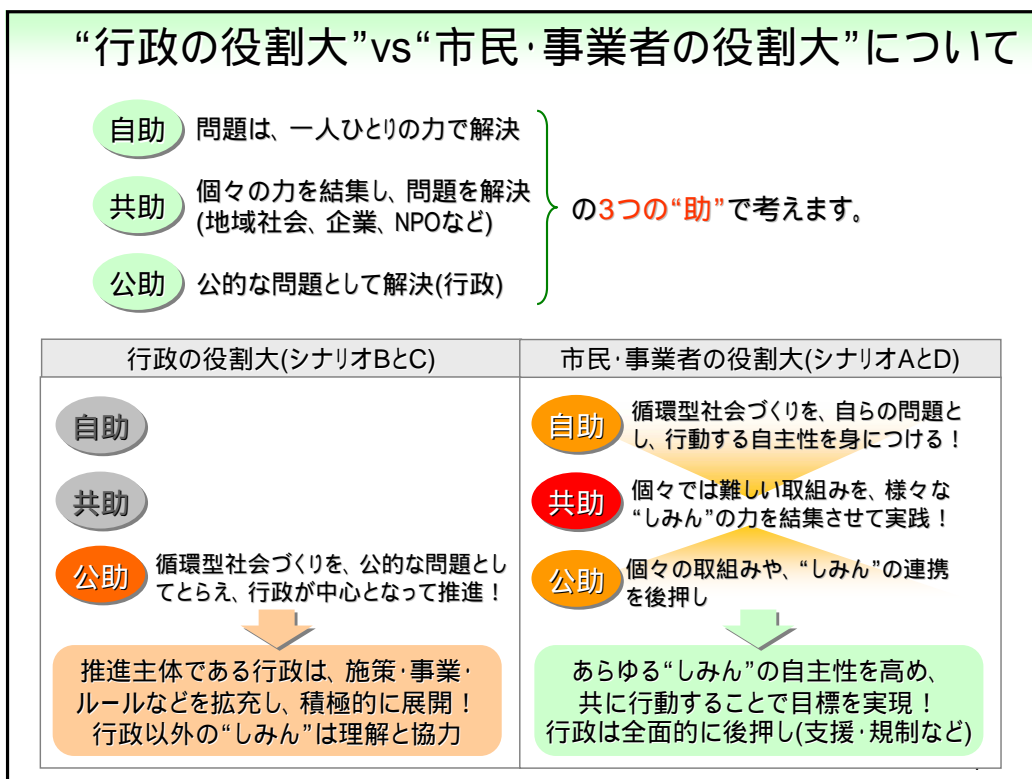 “行政の役割大”vs“市民・事業者の役割大”について
自助 問題は、一人ひとりの力で解決
共助 個々の力を結集し、問題を解決
(地域社会、企業、NPOなど)
の3つの“助”で考えます。
公助 公的な問題として解決(行政)
行政の役割大(シナリオBとC)
自助
共助
公助 循環型社会づくりを、公的な問題とし
てとらえ、行政が中心となって推進！
推進主体である行政は、施策・事業・
ルールなどを拡充し、積極的に展開！
行政以外の“しみん”は理解と協力
市民・事業者の役割大(シナリオAとD)
自助 循環型社会づくりを、自らの問題と
し、行動する自主性を身につける！
共助 個々では難しい取組みを、様々な
“しみん”の力を結集させて実践！
公助 個々の取組みや、“しみん”の連携
を後押し
あらゆる“しみん”の自主性を高め、
共に行動することで目標を実現！
行政は全面的に後押し(支援・規制など)